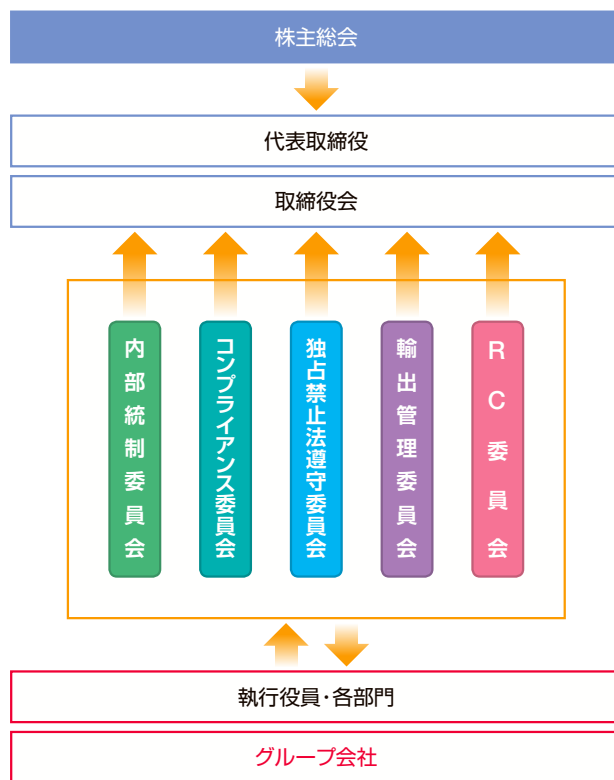 株主総会
代表取締役
取締役会
内部統制委員会
コンプライアンス委員会
独占禁止法遵守委員会
輸出管理委員会
RC委員会
執行役員・各部門
グループ会社